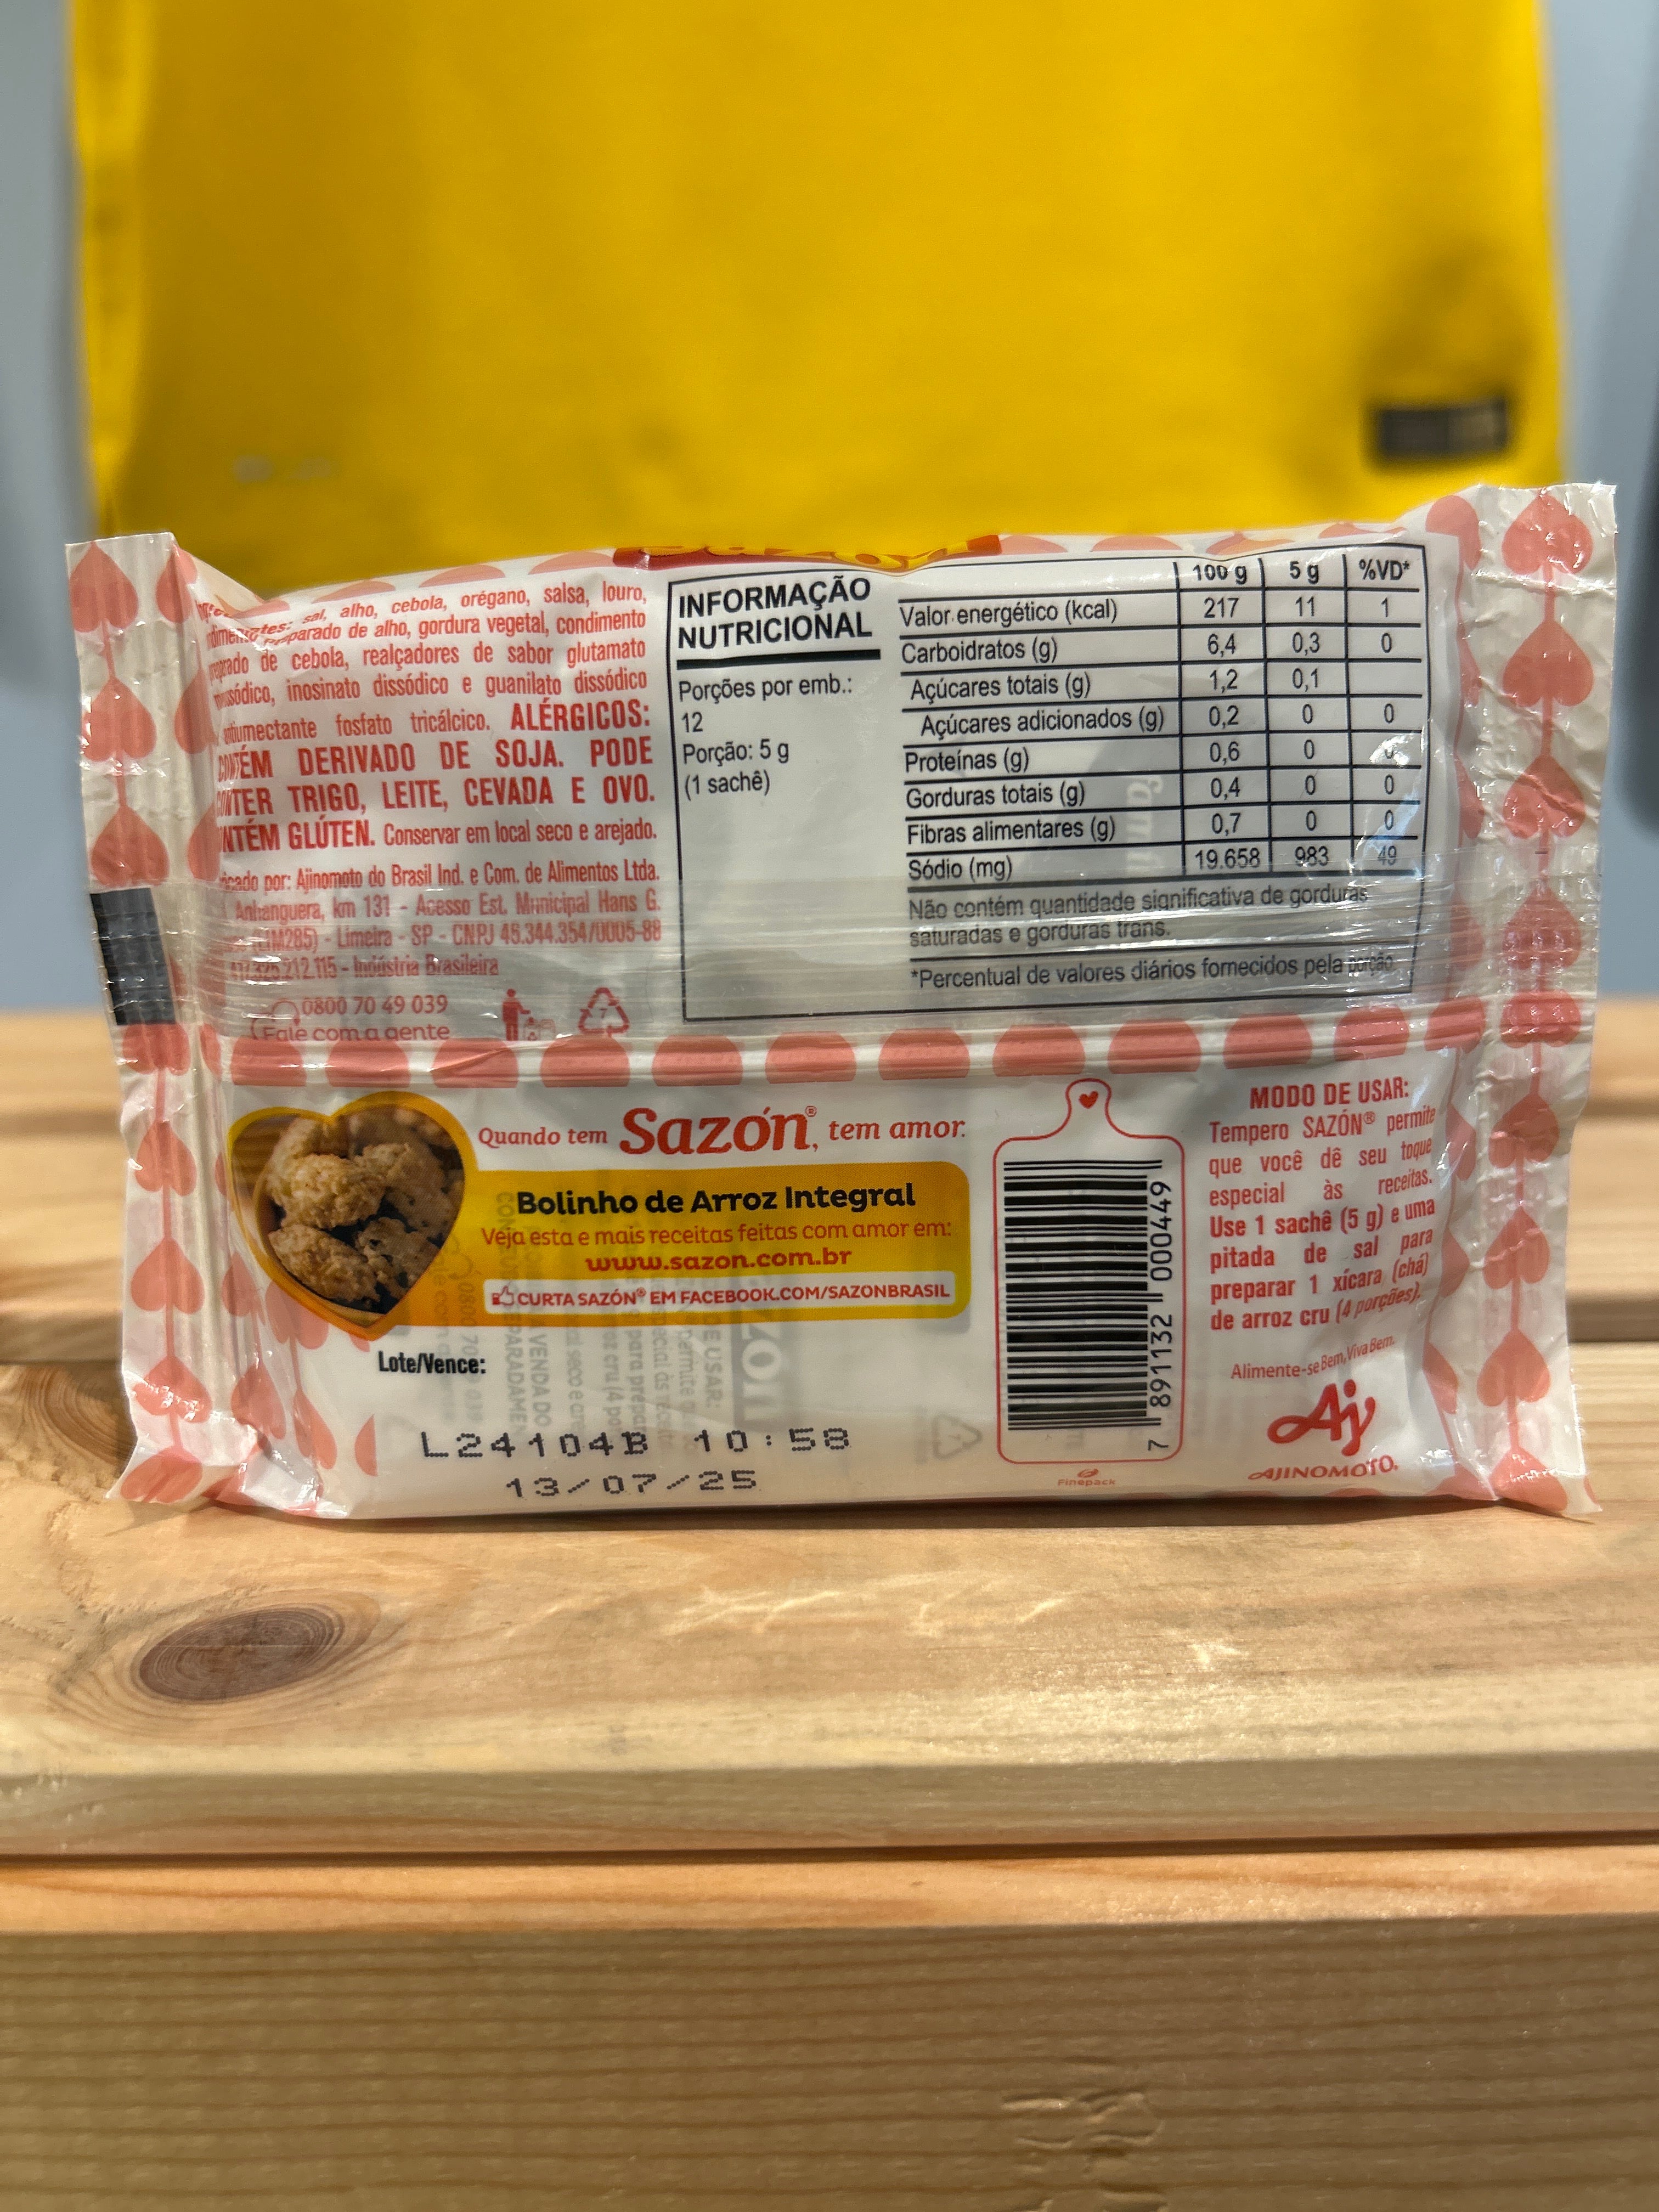 sal, alho, cebola, orégano, salsa, louro,
de alho, gordura vegetal, condimento
de cebola, realçadores de sabor glutamato
inosinato dissódico e guanilato dissódico
fosfato tricálcico. ALÉRGICOS:
DERIVADO DE SOJA. PODE
TRIGO, LEITE, CEVADA E OVO.
GLÚTEN. Conservar em local seco e arejado.
por: Ajinomoto do Brasil Ind. e Com. de Alimentos Ltda.
Anhanguera, km 131 - Acesso Est. Municipal Hans G.
(LIM285) - Limeira - SP - CNPJ 45.344.354/0005-88
- Indústria Brasileira
0800 70 49 039
Fale com a gente
INFORMAÇÃO
NUTRICIONAL
Porções por emb.:
12
Porção: 5 g
(1 sachê)
100 g 5 g %VD*
Valor energético (kcal) 217 11 1
Carboidratos (g) 6,4 0,3 0
Açúcares totais (g) 1,2 0,1
Açúcares adicionados (g) 0,2 0 0
Proteínas (g) 0,6 0 0
Gorduras totais (g) 0,4 0 0
Fibras alimentares (g) 0,7 0 0
Sódio (mg) 19.658 983 49
Não contém quantidade significativa de gorduras
saturadas e gorduras trans.
*Percentual de valores diários fornecidos pela porção
Quando tem Sazón®, tem amor.
Bolinho de Arroz Integral
Veja esta e mais receitas feitas com amor em:
www.sazon.com.br
CURTA SAZÓN® EM FACEBOOK.COM/SAZONBRASIL
Lote/Vence:
L24104B 10:58
13/07/25
7 891132 000449
Finepack
MODO DE USAR:
Tempero SAZÓN® permite
que você dê seu toque
especial às receitas.
Use 1 sachê (5 g) e uma
pitada de sal para
preparar 1 xícara (chá)
de arroz cru (4 porções).
Alimente-se Bem, Viva Bem.
Aj
AJINOMOTO.